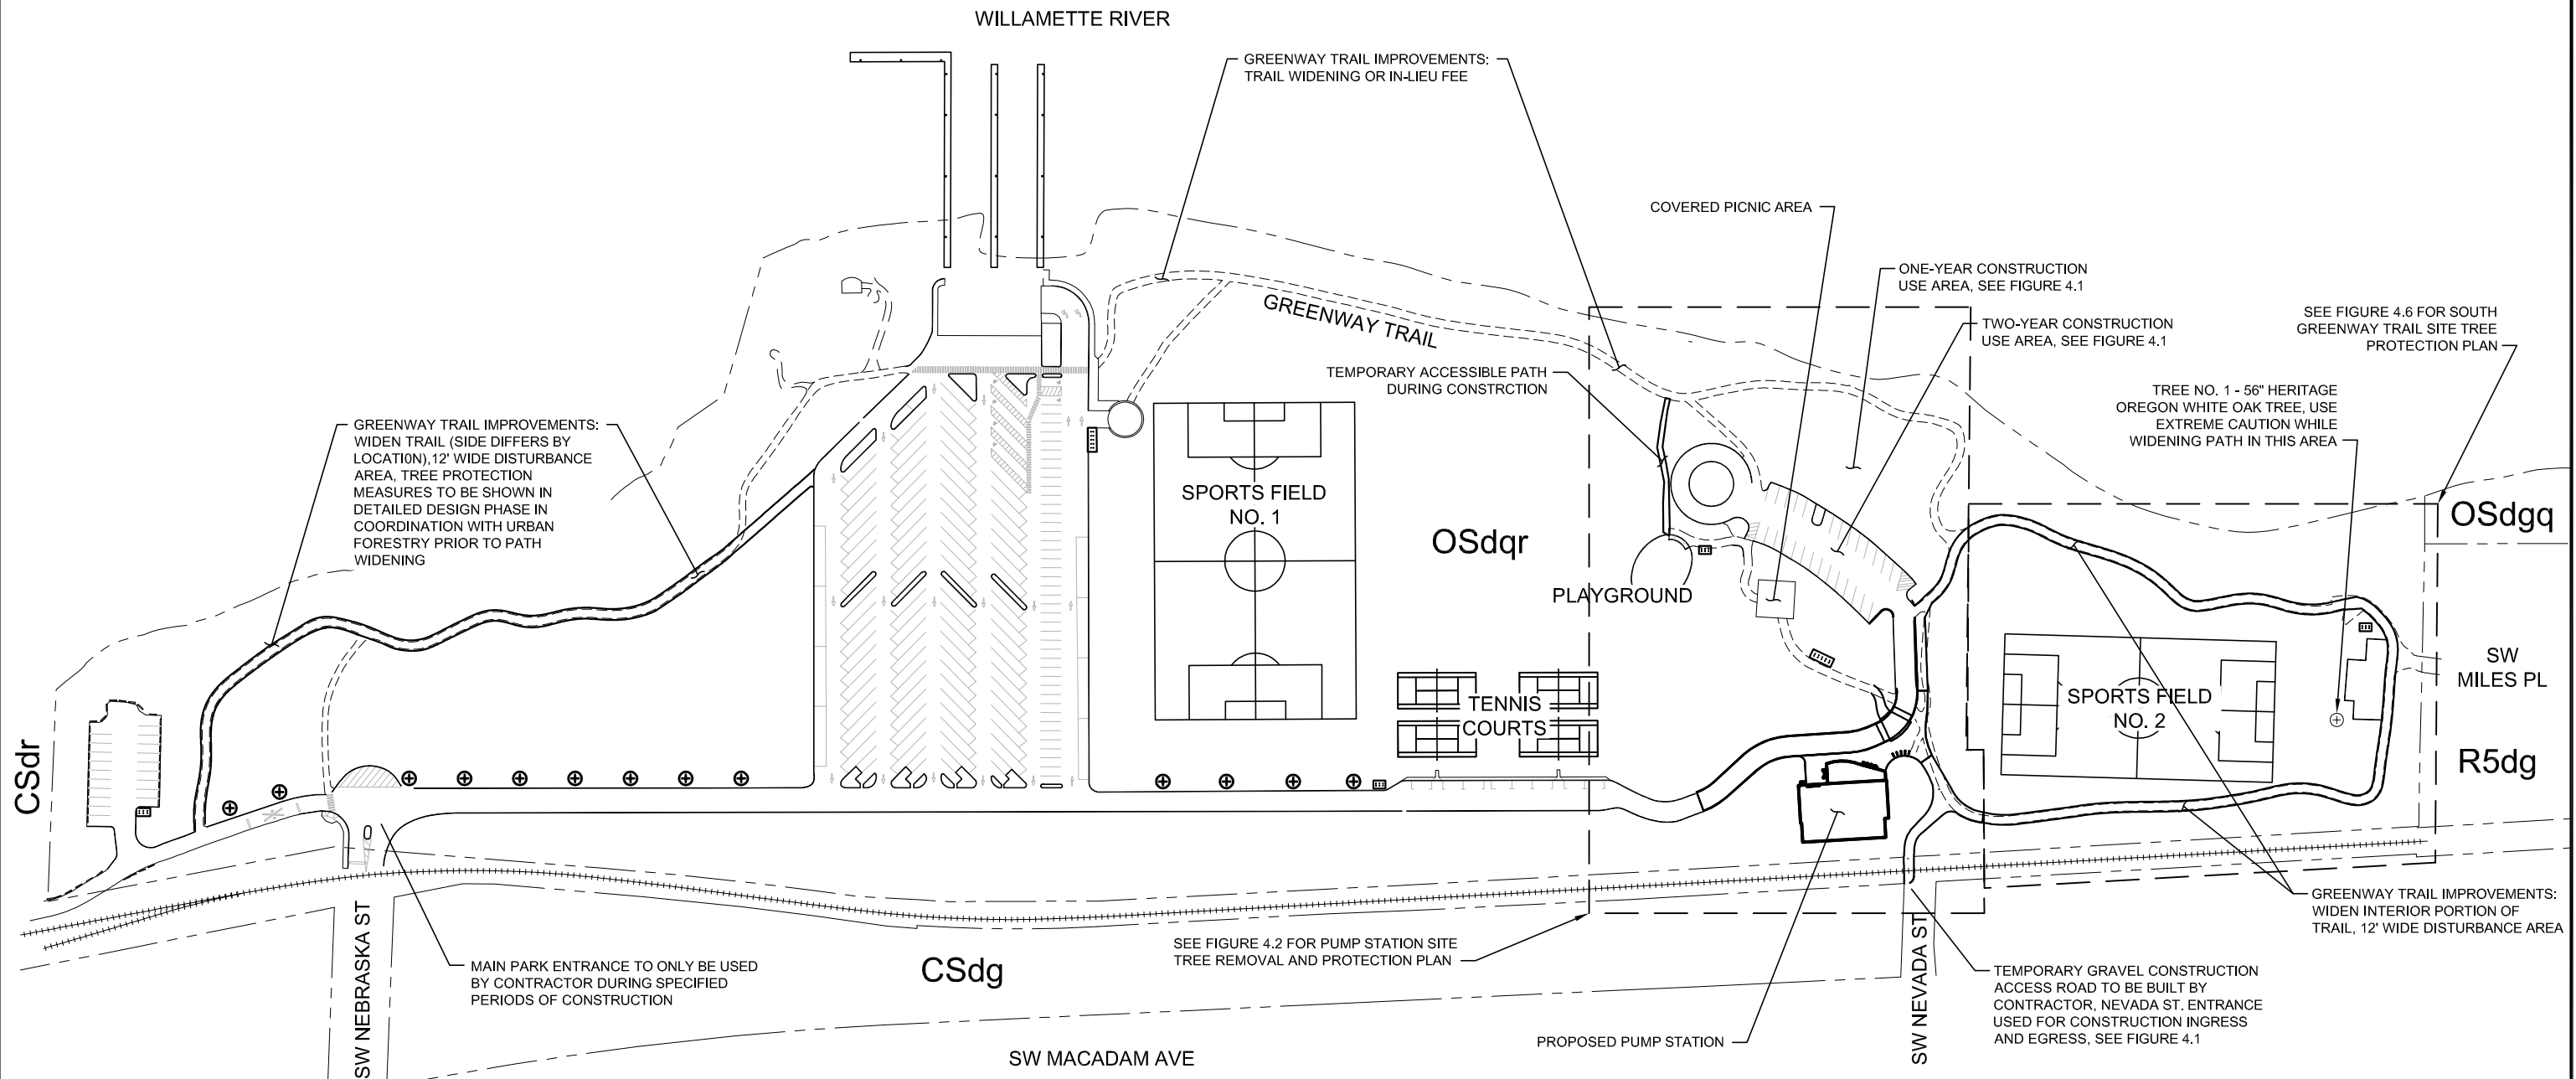 WILLAMETTE RIVER
GREENWAY TRAIL IMPROVEMENTS:
TRAIL WIDENING OR IN-LIEU FEE
COVERED PICNIC AREA
ONE-YEAR CONSTRUCTION
USE AREA, SEE FIGURE 4.1
TWO-YEAR CONSTRUCTION
USE AREA, SEE FIGURE 4.1
SEE FIGURE 4.6 FOR SOUTH
GREENWAY TRAIL SITE TREE
PROTECTION PLAN
GREENWAY TRAIL
TEMPORARY ACCESSIBLE PATH
DURING CONSTRCTION
TREE NO. 1 - 56" HERITAGE
OREGON WHITE OAK TREE, USE
EXTREME CAUTION WHILE
WIDENING PATH IN THIS AREA
GREENWAY TRAIL IMPROVEMENTS:
WIDEN TRAIL (SIDE DIFFERS BY
LOCATION),12' WIDE DISTURBANCE
AREA, TREE PROTECTION
MEASURES TO BE SHOWN IN
DETAILED DESIGN PHASE IN
COORDINATION WITH URBAN
FORESTRY PRIOR TO PATH
WIDENING
SPORTS FIELD
NO. 1
OSdqr
OSdgq
PLAYGROUND
SW
MILES PL
SPORTS FIELD
NO. 2
TENNIS
COURTS
CSdr
R5dg
GREENWAY TRAIL IMPROVEMENTS:
WIDEN INTERIOR PORTION OF
TRAIL, 12' WIDE DISTURBANCE AREA
SW NEBRASKA ST
MAIN PARK ENTRANCE TO ONLY BE USED
BY CONTRACTOR DURING SPECIFIED
PERIODS OF CONSTRUCTION
CSdg
SEE FIGURE 4.2 FOR PUMP STATION SITE
TREE REMOVAL AND PROTECTION PLAN
SW NEVADA ST
TEMPORARY GRAVEL CONSTRUCTION
ACCESS ROAD TO BE BUILT BY
CONTRACTOR, NEVADA ST. ENTRANCE
USED FOR CONSTRUCTION INGRESS
AND EGRESS, SEE FIGURE 4.1
PROPOSED PUMP STATION
SW MACADAM AVE